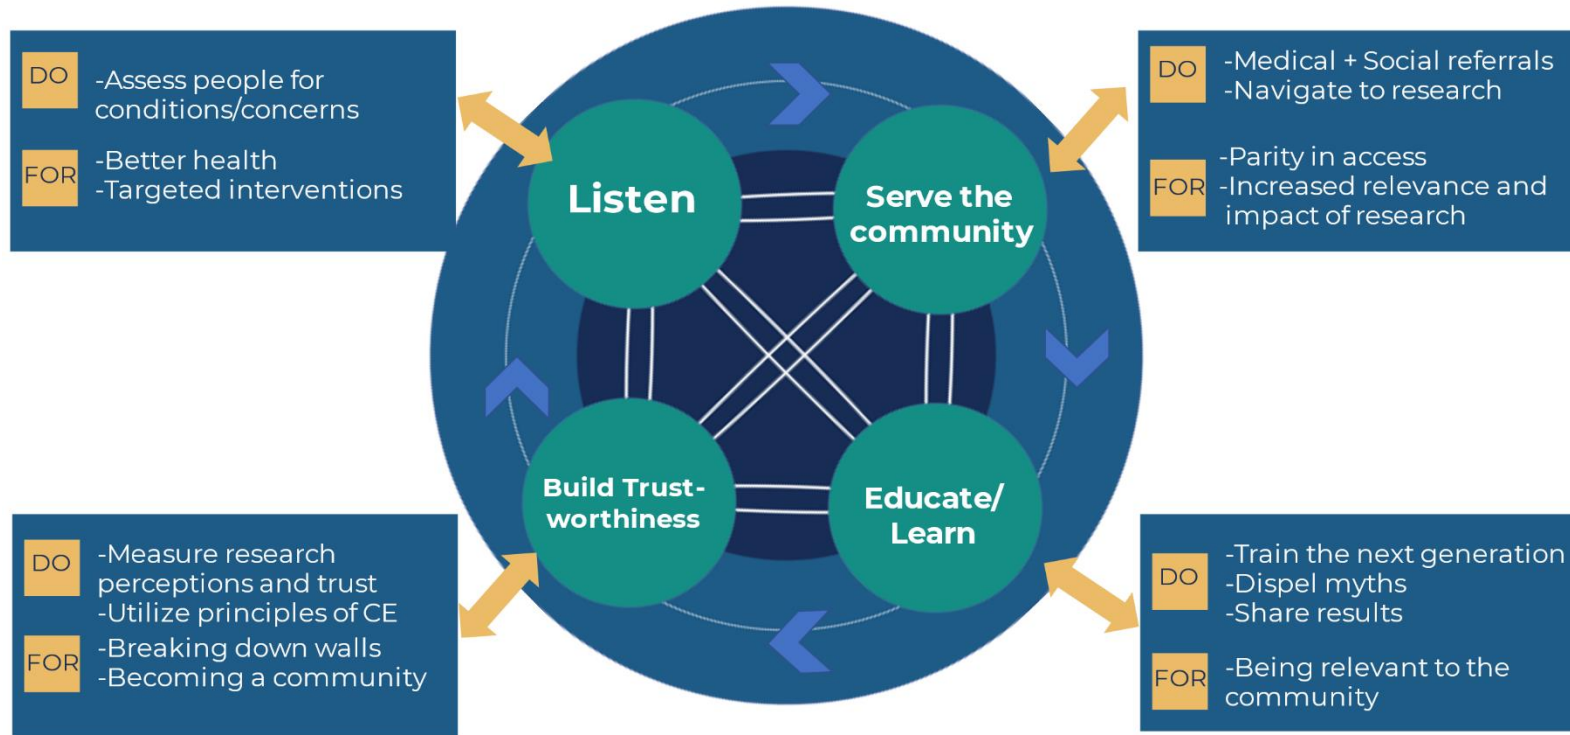 DO
-Assess people for
conditions/concerns
FOR
-Better health
-Targeted interventions
Listen
Serve the
community
DO
-Medical + Social referrals
-Navigate to research
FOR
-Parity in access
-Increased relevance and
impact of research
Build Trust-
worthiness
Educate/
Learn
DO
-Measure research
perceptions and trust
-Utilize principles of CE
FOR
-Breaking down walls
-Becoming a community
DO
-Train the next generation
-Dispel myths
-Share results
FOR
-Being relevant to the
community